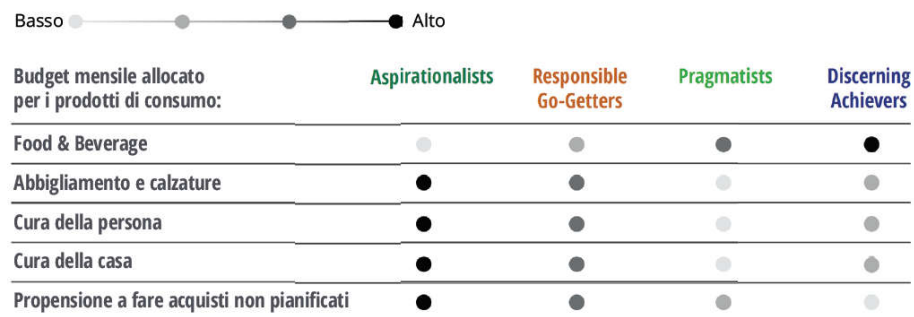 Basso Alto
Budget mensile allocato
per i prodotti di consumo:
Aspirationalists
Responsible
Go-Getters
Pragmatists
Discerning
Achievers
Food & Beverage
Abbigliamento e calzature
Cura della persona
Cura della casa
Propensione a fare acquisti non pianificati